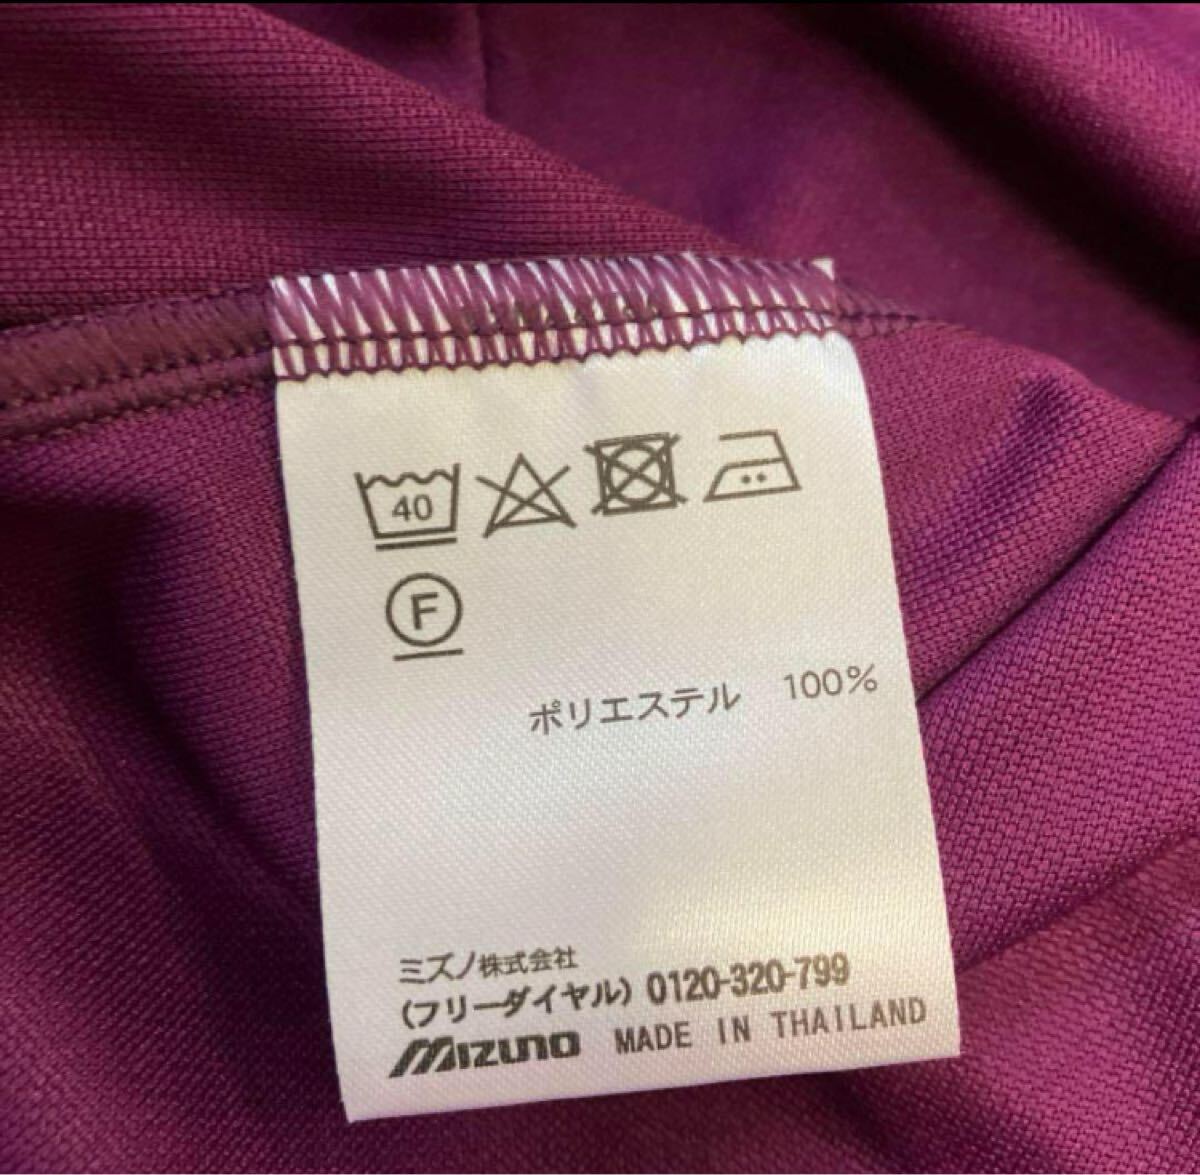 40
F
ポリエステル 100%
ミズノ株式会社
(フリーダイヤル) 0120-320-799
MIZUNO MADE IN THAILAND